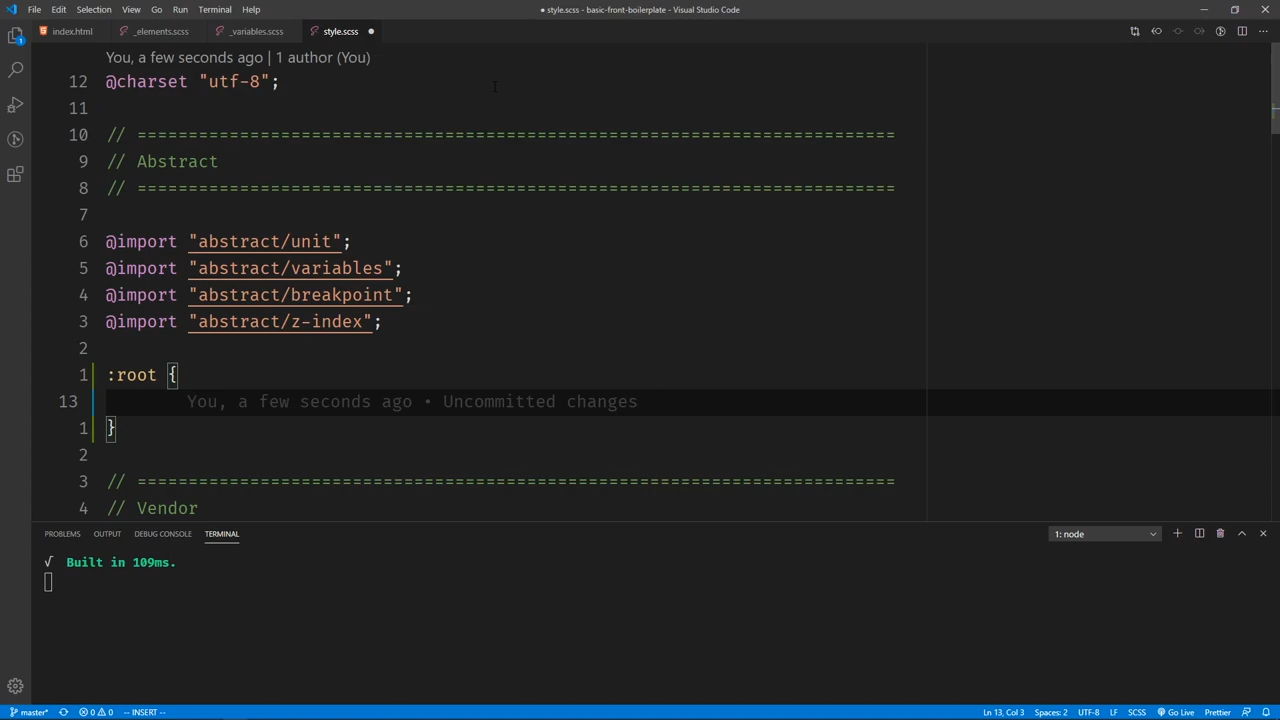 File Edit Selection View Go Run Terminal Help ● style.scss - basic-front-boilerplate - Visual Studio Code
index.html _elements.scss _variables.scss style.scss ●
You, a few seconds ago | 1 author (You)
12 @charset "utf-8";
11
10 // ==========================================================================
9 // Abstract
8 // ==========================================================================
7
6 @import "abstract/unit";
5 @import "abstract/variables";
4 @import "abstract/breakpoint";
3 @import "abstract/z-index";
2
1 :root {
13 You, a few seconds ago • Uncommitted changes
1 }
2
3 // ==========================================================================
4 // Vendor
PROBLEMS OUTPUT DEBUG CONSOLE TERMINAL 1: node
√ Built in 109ms.
master* 0 0 -- INSERT -- Ln 13, Col 3 Spaces: 2 UTF-8 LF SCSS Go Live Prettier